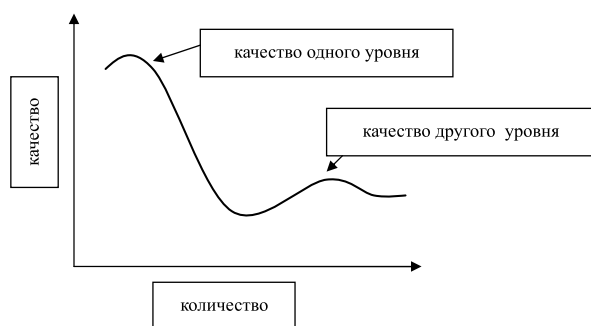 качество одного уровня
качество другого уровня
качество
количество